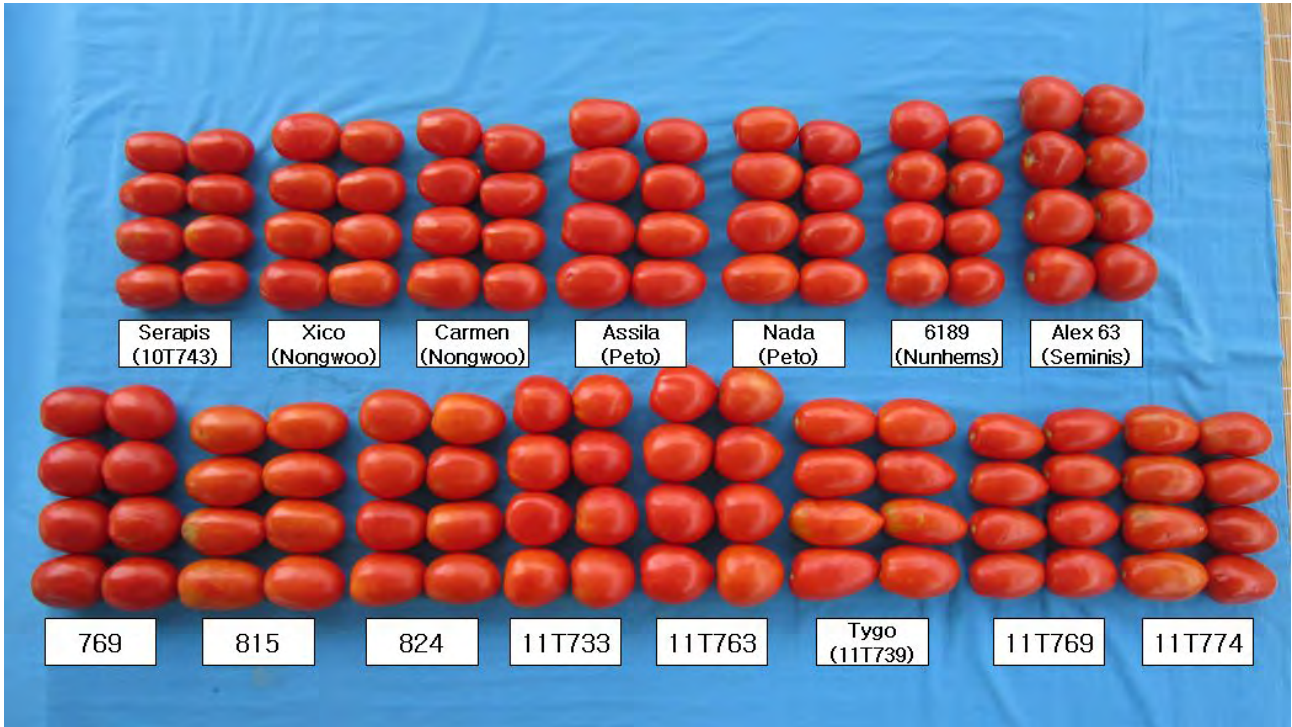 Serapis
(10T743)
Xico
(Nongwoo)
Carmen
(Nongwoo)
Assila
(Peto)
Nada
(Peto)
6189
(Nunhems)
Alex 63
(Seminis)
769
815
824
11T733
11T763
Tygo
(11T739)
11T769
11T774